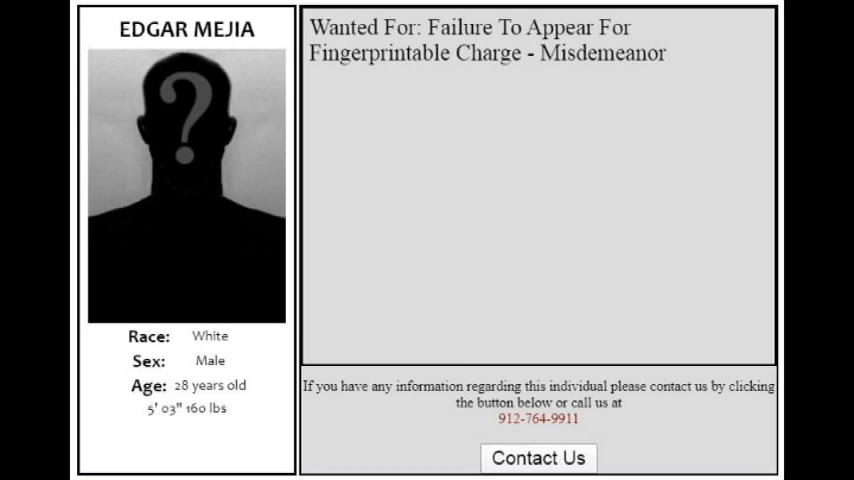 EDGAR MEJIA
?
Race: White
Sex: Male
Age: 28 years old
5' 03" 160 lbs
Wanted For: Failure To Appear For
Fingerprintable Charge - Misdemeanor
If you have any information regarding this individual please contact us by clicking
the button below or call us at
912-764-9911
Contact Us